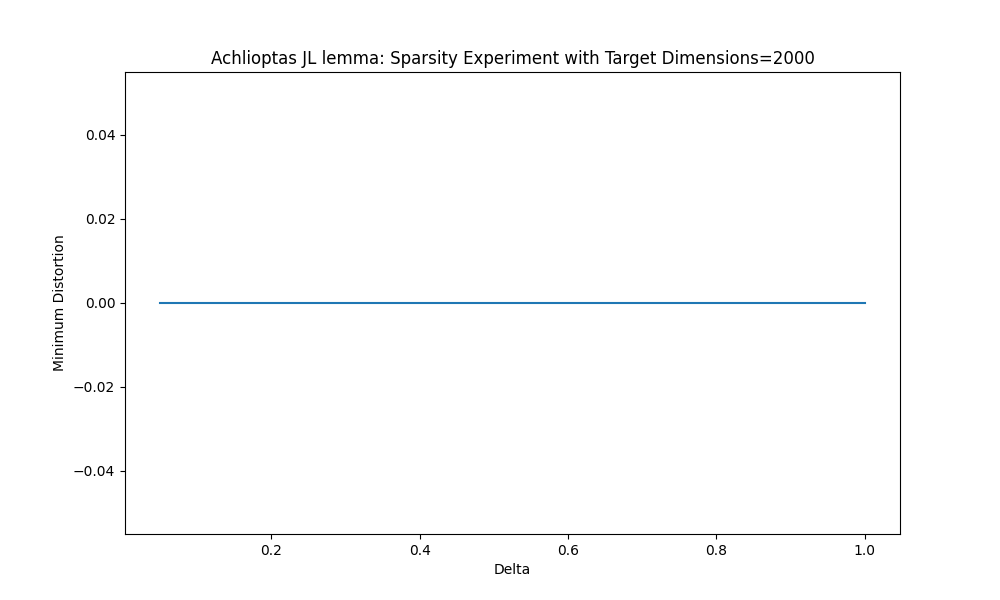 Achlioptas JL lemma: Sparsity Experiment with Target Dimensions=2000
0.04
0.02
0.00
−0.02
−0.04
Minimum Distortion
0.2 0.4 0.6 0.8 1.0
Delta